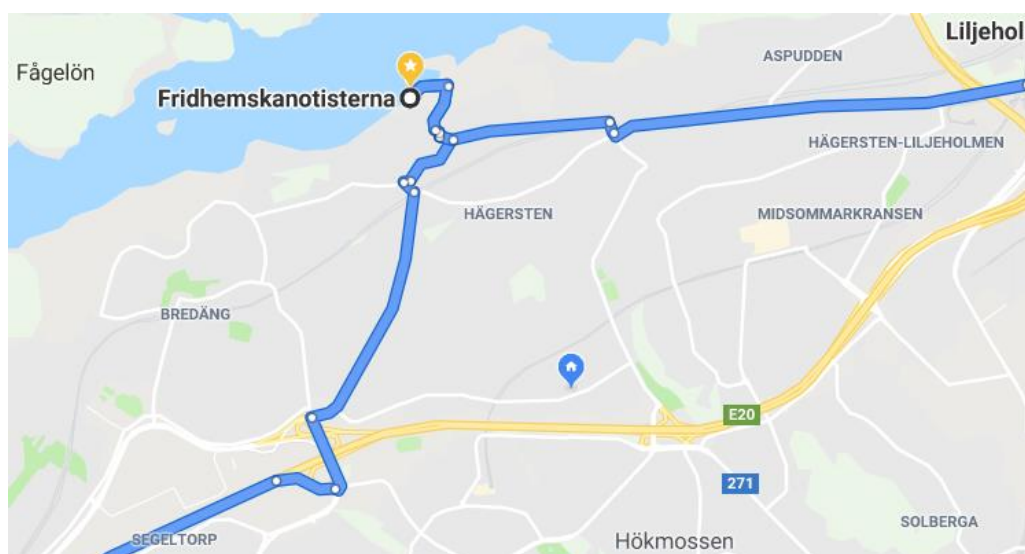 Liljehol
ASPUDDEN
Fågelön
Fridhemskanotisterna
HÄGERSTEN-LILJEHOLMEN
HÄGERSTEN
MIDSOMMARKRANSEN
BREDÄNG
E20
271
SOLBERGA
SEGELTORP
Hökmossen